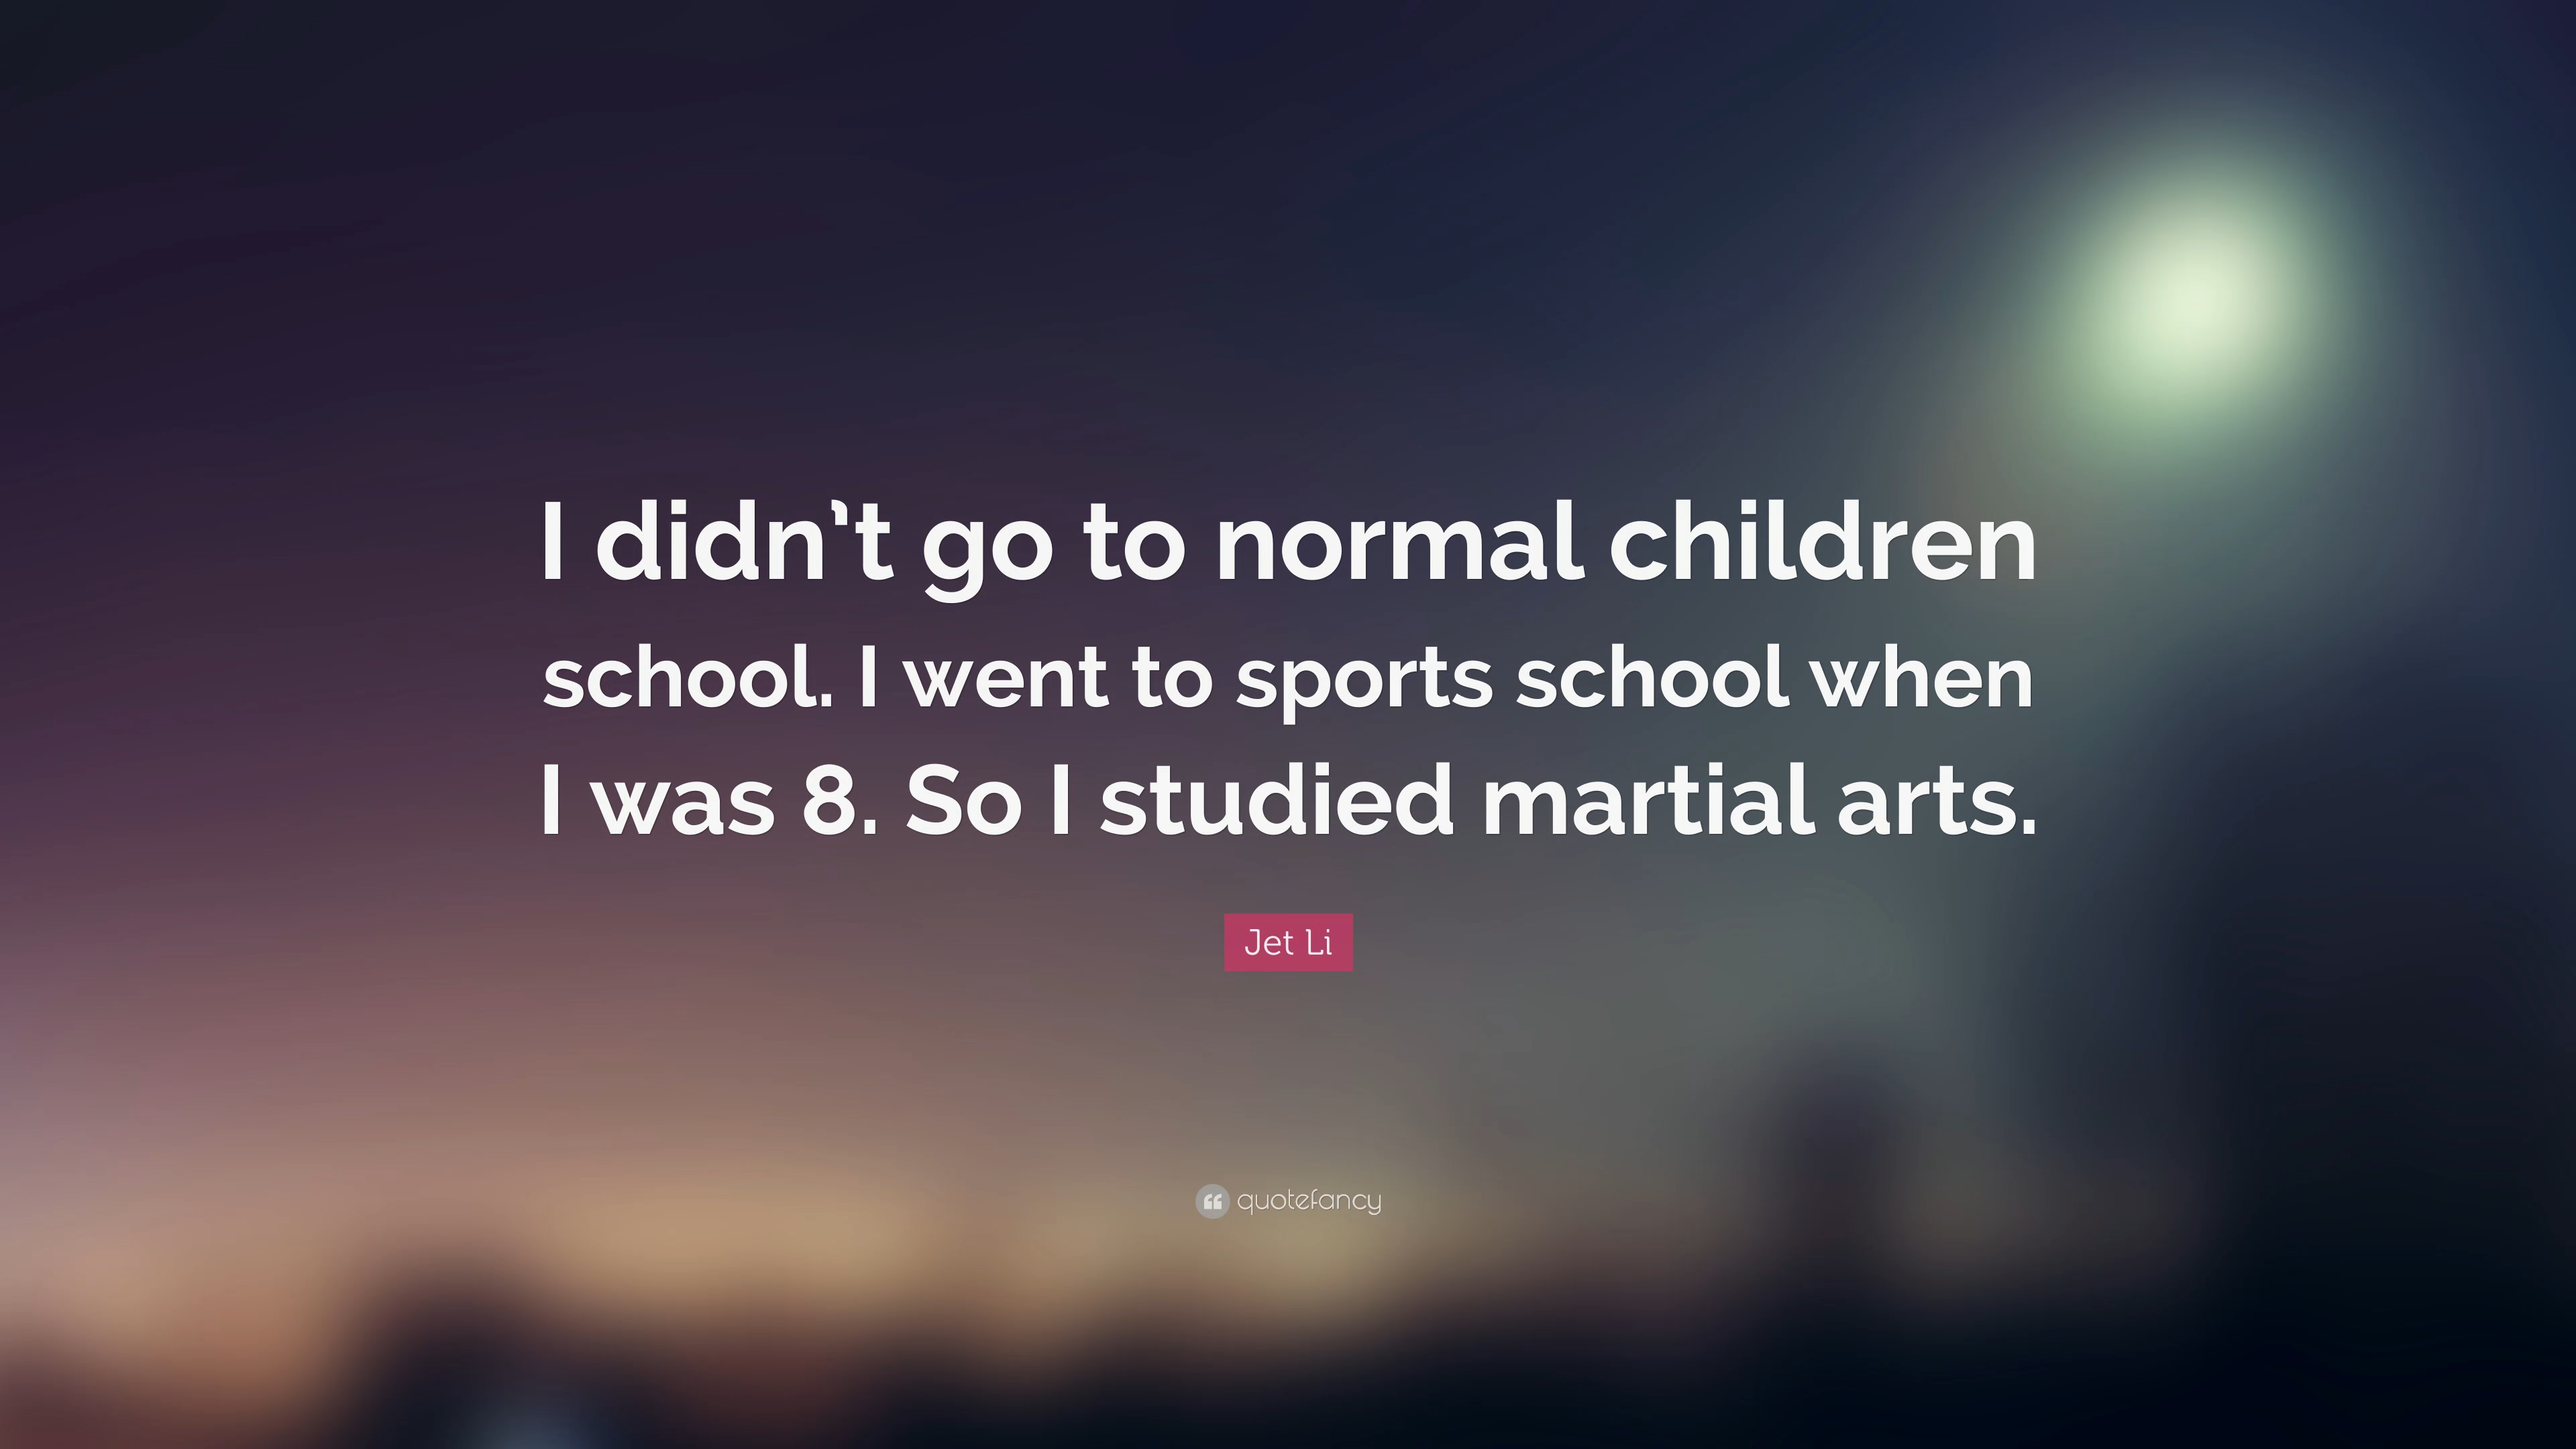 I didn’t go to normal children
school. I went to sports school when
I was 8. So I studied martial arts.
Jet Li
quotefancy